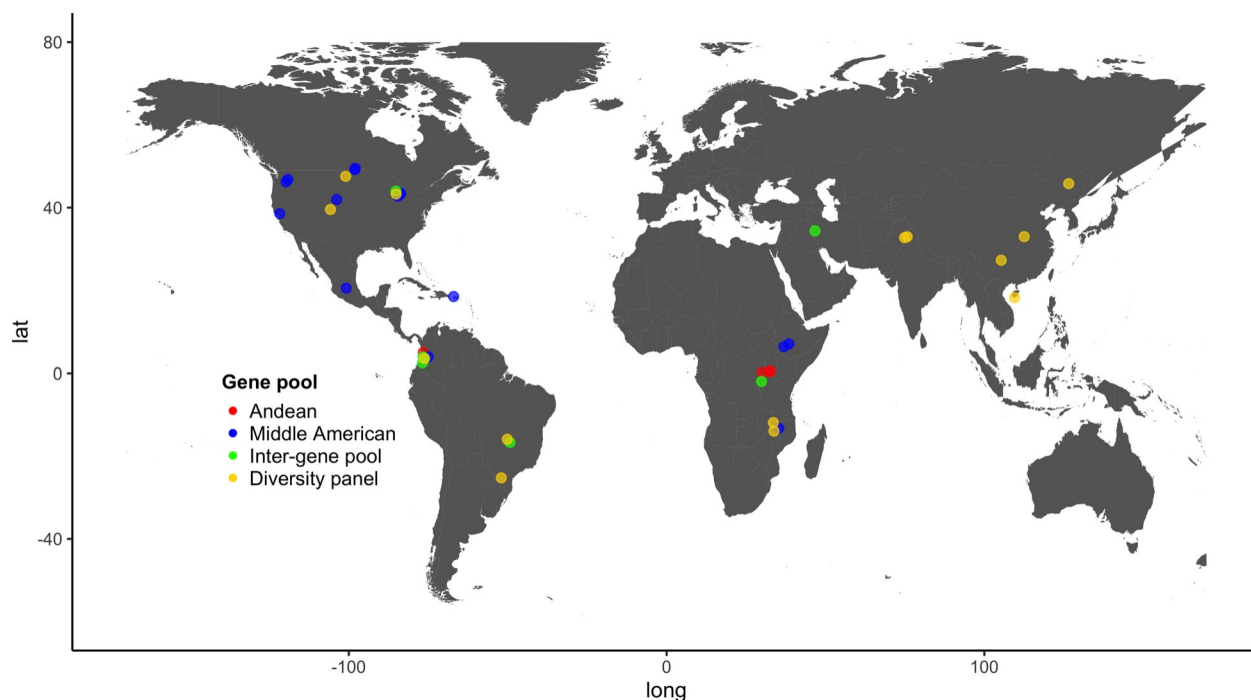 80
40
0
-40
lat
Gene pool
Andean
Middle American
Inter-gene pool
Diversity panel
-100
0
100
long